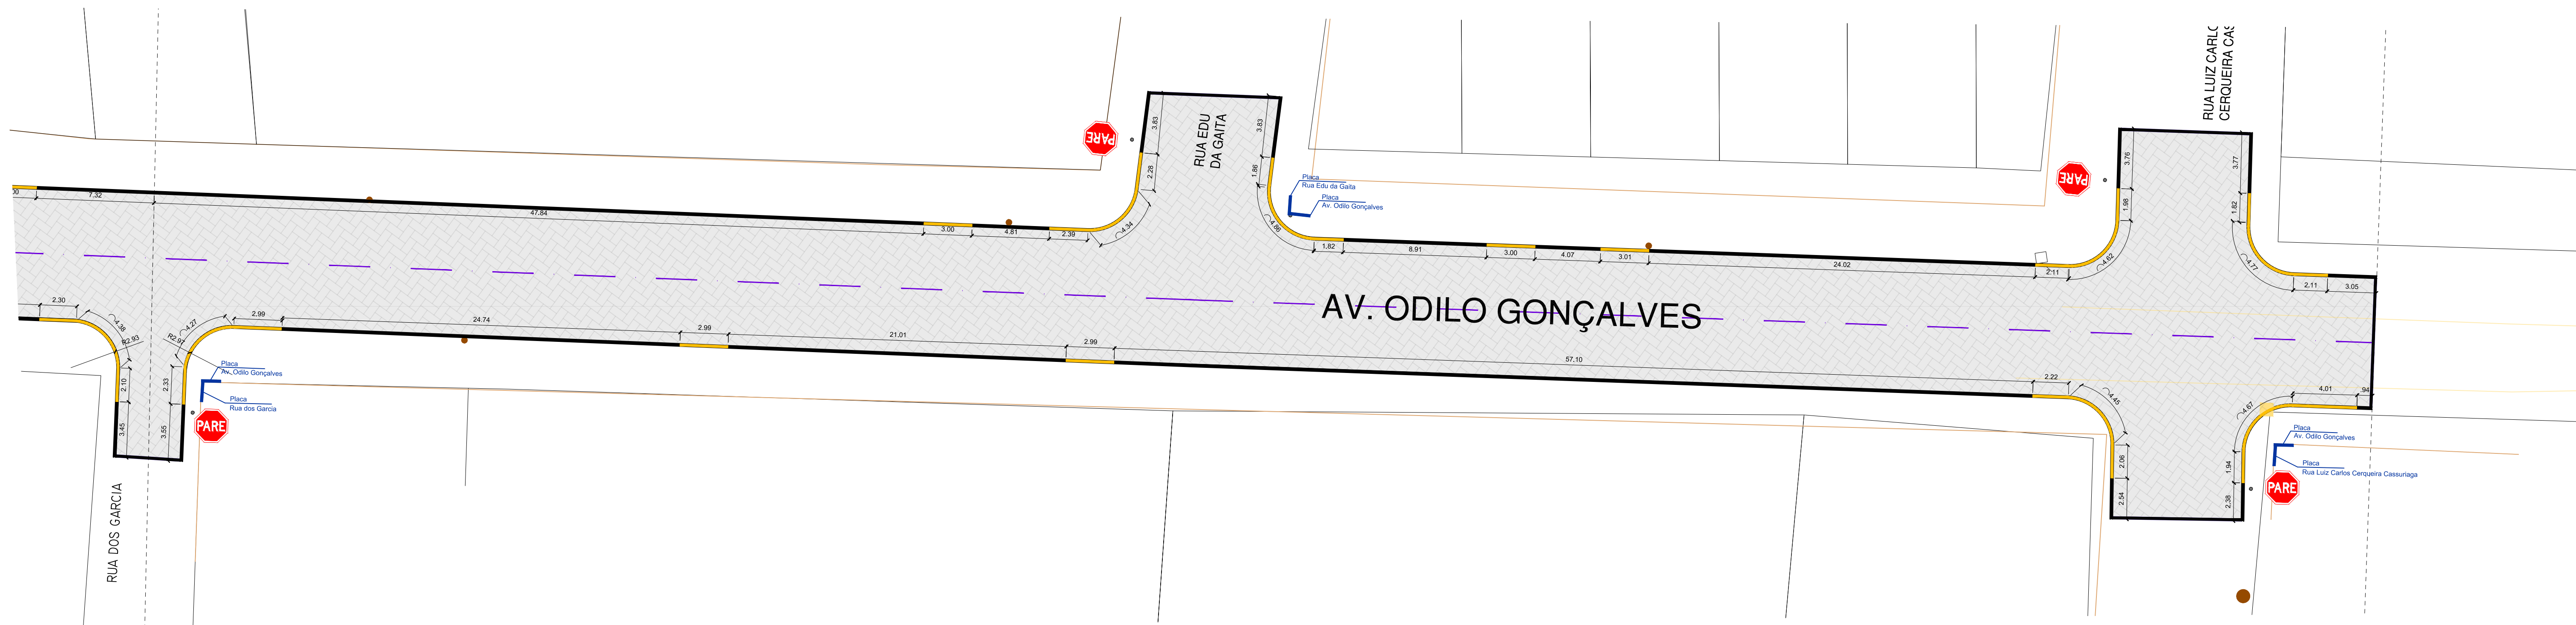 RUA LUIZ CARLO
CERQUEIRA CAS
PARE
3.83
RUA EDU
DA GAITA
3.83
2.28
1.86
PARE
3.76
3.77
1.98
1.82
Placa
Rua Edu da Gaita
Placa
Av. Odilo Gonçalves
7.32
47.84
3.00
4.81
2.39
4.34
4.86
1,82
8.91
3.00
4.07
3.01
24.02
2.11
4.62
4.77
2.11
3.05
AV. ODILO GONÇALVES
2.30
4.38
R2.93
4.27
2.99
24.74
2.99
21.01
2.99
57.10
2.22
4.45
4.67
4.01
.94
Placa
Av. Odilo Gonçalves
Placa
Rua dos Garcia
2.10
2.33
3.45
3.55
PARE
RUA DOS GARCIA
2.06
1.94
2.54
2.38
Placa
Av. Odilo Gonçalves
Placa
Rua Luiz Carlos Cerqueira Cassuriaga
PARE